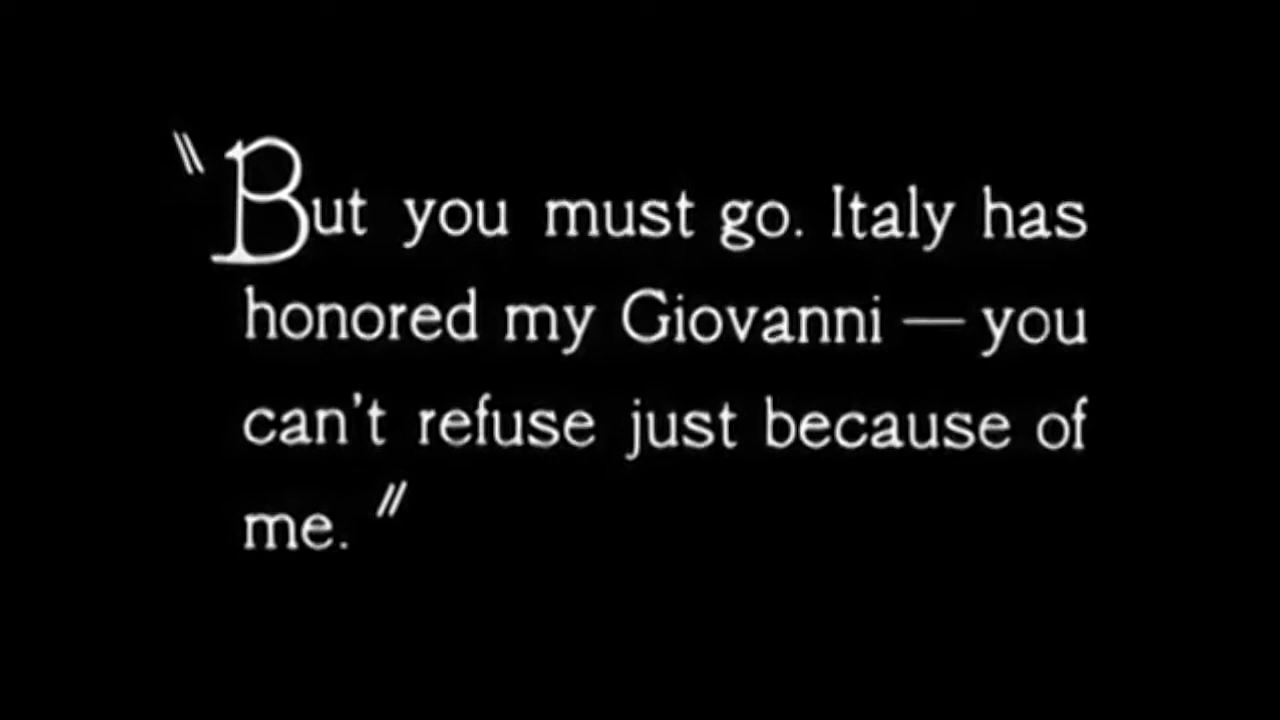 "But you must go. Italy has
honored my Giovanni — you
can't refuse just because of
me."